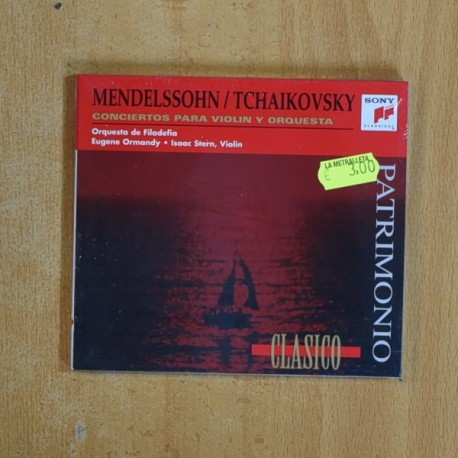 MENDELSSOHN / TCHAIKOVSKY
CONCIERTOS PARA VIOLIN Y ORQUESTA
Orquesta de Filadefia
Eugene Ormandy • Isaac Stern, Violin
SONY
CLASSICAL
LA METRALLETA
€ 3.00
PATRIMONIO
CLASICO